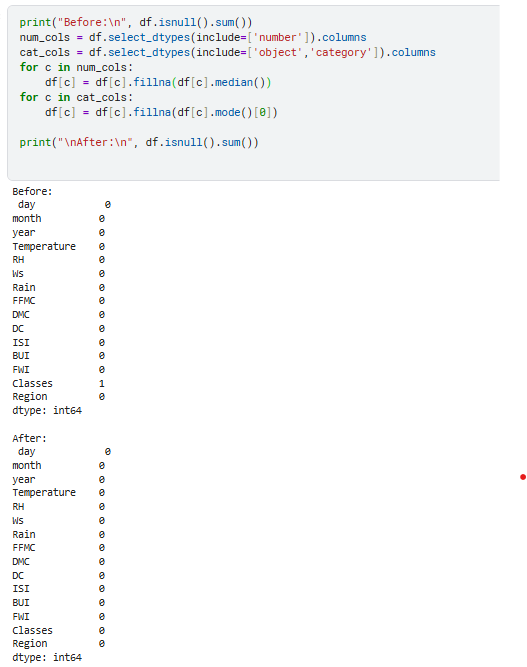 print("Before:\n", df.isnull().sum())
num_cols = df.select_dtypes(include=['number']).columns
cat_cols = df.select_dtypes(include=['object','category']).columns
for c in num_cols:
    df[c] = df[c].fillna(df[c].median())
for c in cat_cols:
    df[c] = df[c].fillna(df[c].mode()[0])

print("\nAfter:\n", df.isnull().sum())

Before:
 day            0
month          0
year           0
Temperature    0
RH             0
Ws             0
Rain           0
FFMC           0
DMC            0
DC             0
ISI            0
BUI            0
FWI            0
Classes        1
Region         0
dtype: int64

After:
 day            0
month          0
year           0
Temperature    0
RH             0
Ws             0
Rain           0
FFMC           0
DMC            0
DC             0
ISI            0
BUI            0
FWI            0
Classes        0
Region         0
dtype: int64